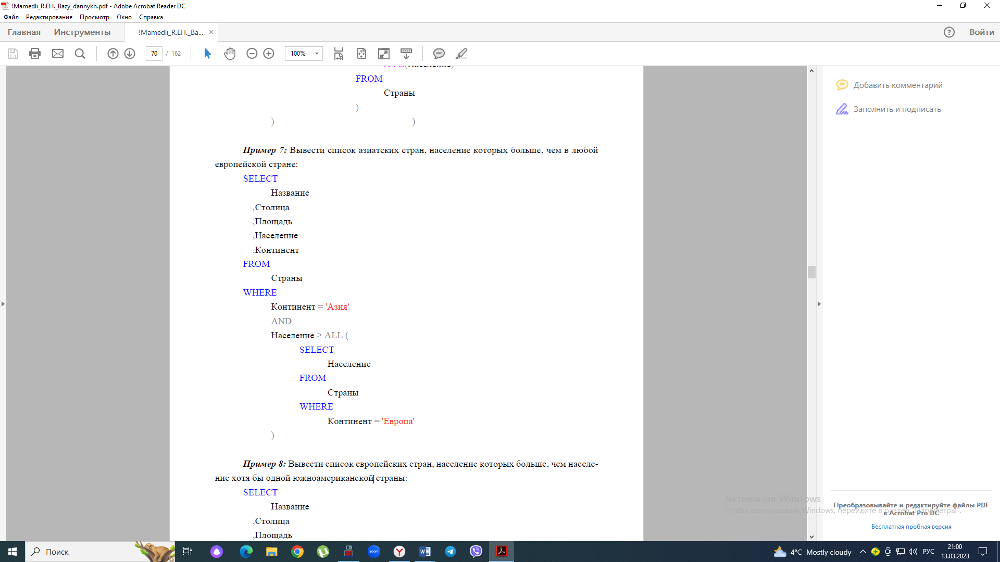 !Mamedli_R.EH._Bazy_dannykh.pdf - Adobe Acrobat Reader DC
Файл Редактирование Просмотр Окно Справка
Главная Инструменты !Mamedli_R.EH._Ba... Войти
70 / 162 100%
FROM
Страны
)
) )
Пример 7: Вывести список азиатских стран, население которых больше, чем в любой
европейской стране:
SELECT
Название
,Столица
,Площадь
,Население
,Континент
FROM
Страны
WHERE
Континент = 'Азия'
AND
Население > ALL (
SELECT
Население
FROM
Страны
WHERE
Континент = 'Европа'
)
Пример 8: Вывести список европейских стран, население которых больше, чем населе-
ние хотя бы одной южноамериканской страны:
SELECT
Название
,Столица
,Площадь
Добавить комментарий
Заполнить и подписать
Активация Windows
Чтобы активировать Windows, перейдите в раздел "Параметры".
Преобразовывайте и редактируйте файлы PDF
в Acrobat Pro DC
Бесплатная пробная версия
Поиск
zoom
4°C Mostly cloudy
РУС
21:00
13.03.2023